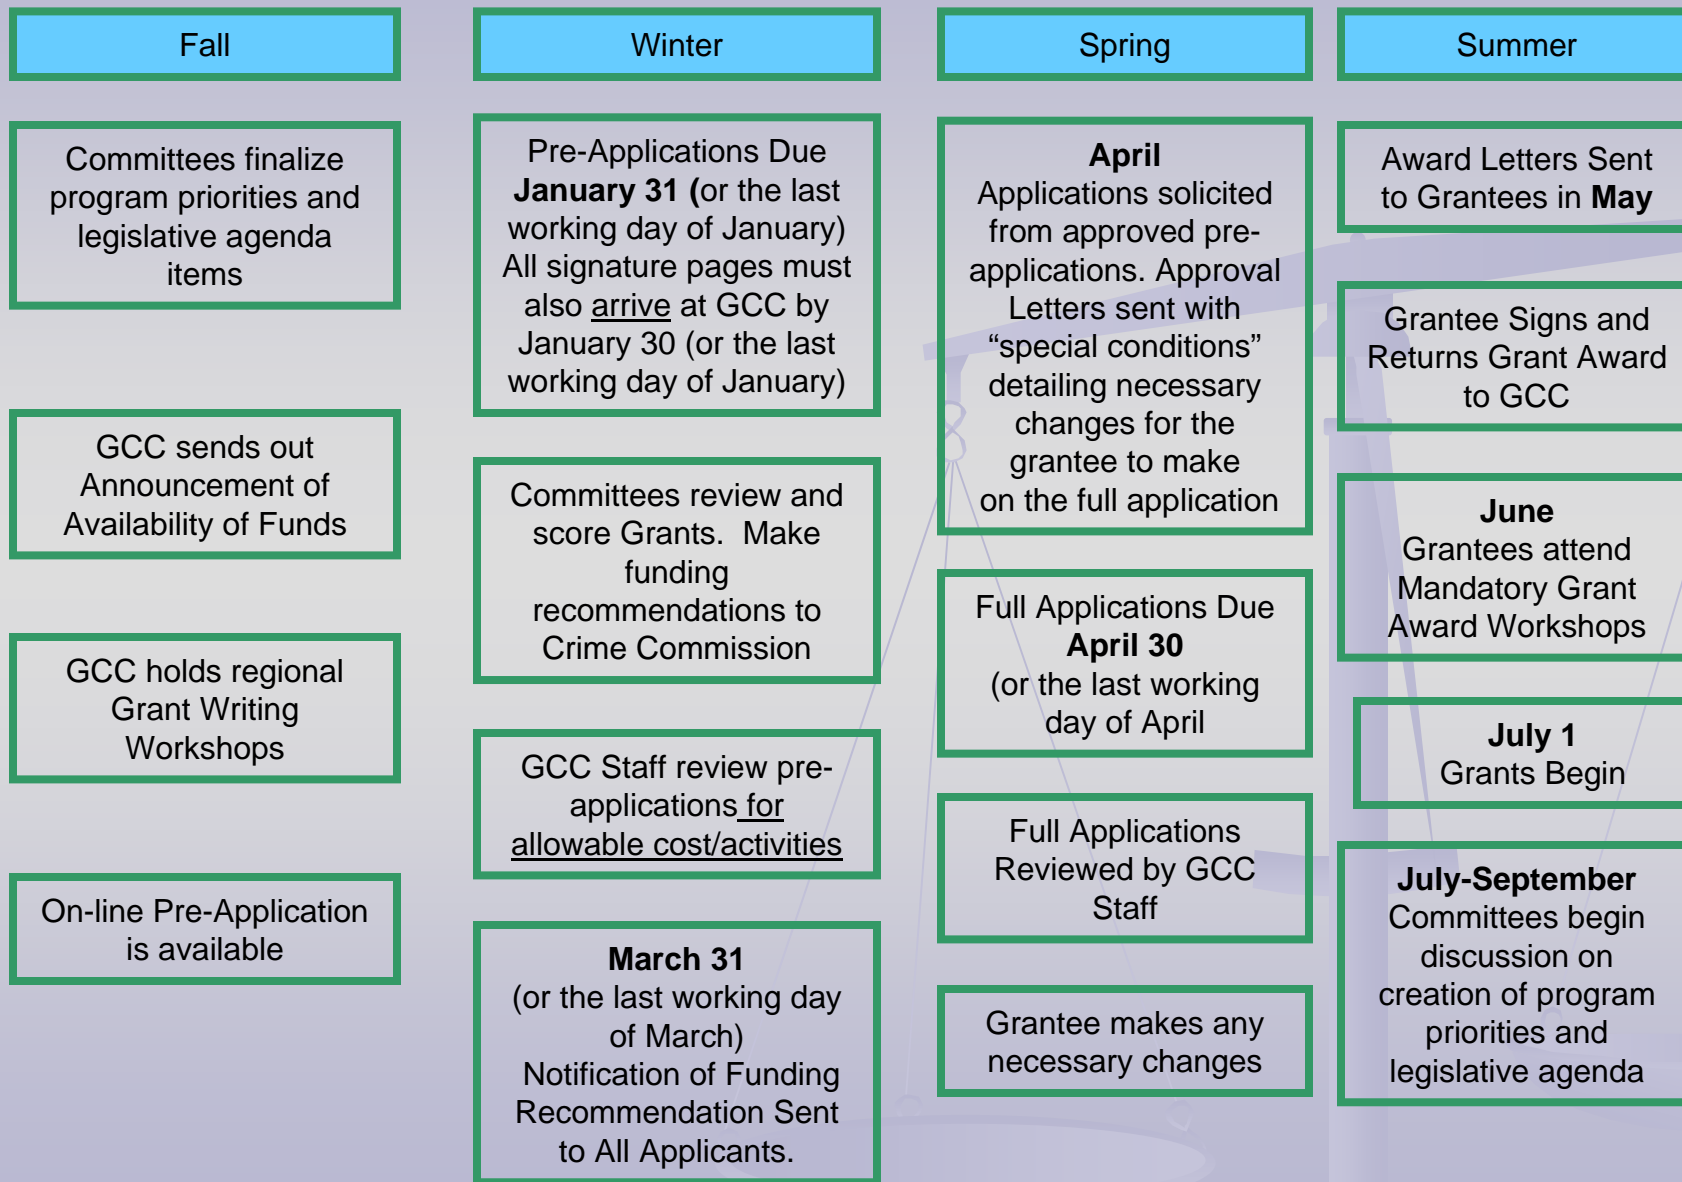 Fall
Committees finalize
program priorities and
legislative agenda
items
GCC sends out
Announcement of
Availability of Funds
GCC holds regional
Grant Writing
Workshops
On-line Pre-Application
is available
Winter
Pre-Applications Due
January 31 (or the last
working day of January)
All signature pages must
also arrive at GCC by
January 30 (or the last
working day of January)
Committees review and
score Grants. Make
funding
recommendations to
Crime Commission
GCC Staff review pre-
applications for
allowable cost/activities
March 31
(or the last working day
of March)
Notification of Funding
Recommendation Sent
to All Applicants.
Spring
April
Applications solicited
from approved pre-
applications. Approval
Letters sent with
“special conditions”
detailing necessary
changes for the
grantee to make
on the full application
Full Applications Due
April 30
(or the last working
day of April
Full Applications
Reviewed by GCC
Staff
Grantee makes any
necessary changes
Summer
Award Letters Sent
to Grantees in May
Grantee Signs and
Returns Grant Award
to GCC
June
Grantees attend
Mandatory Grant
Award Workshops
July 1
Grants Begin
July-September
Committees begin
discussion on
creation of program
priorities and
legislative agenda